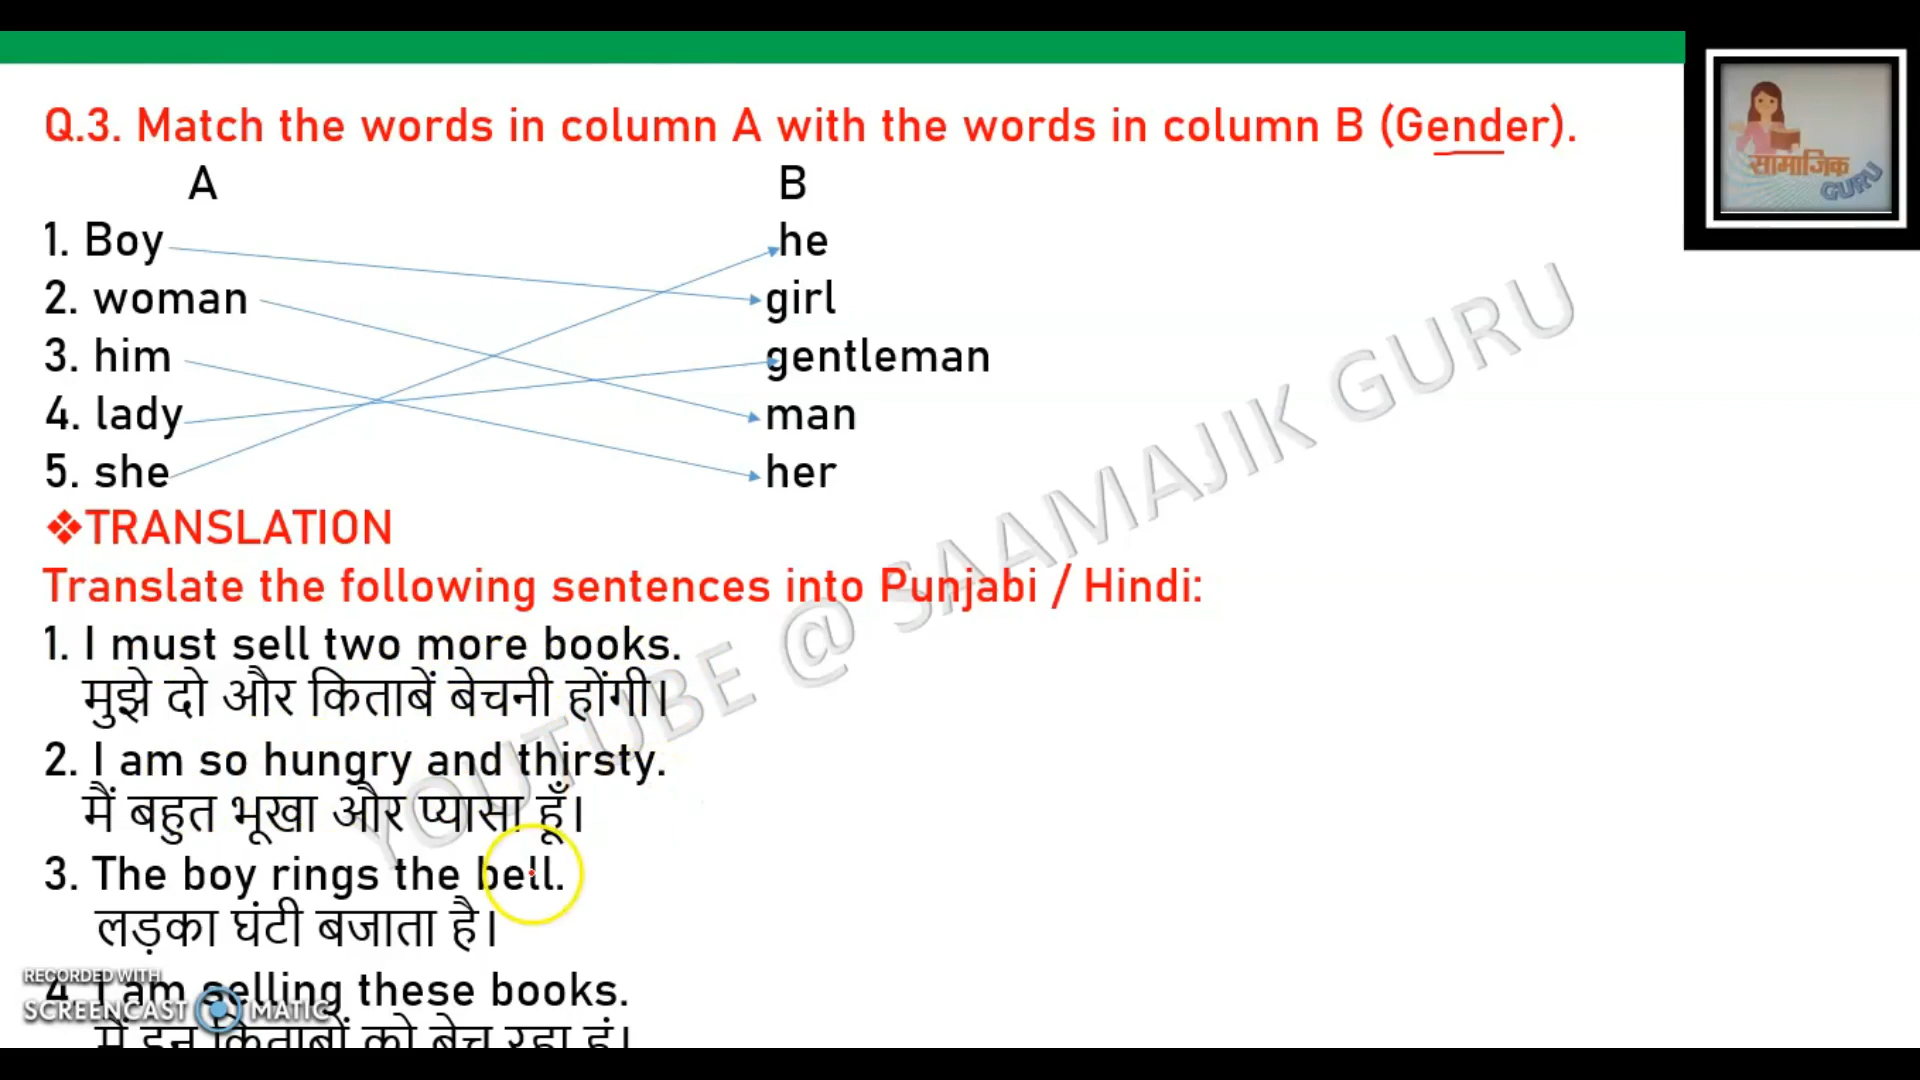 Q.3. Match the words in column A with the words in column B (Gender).
A B
1. Boy he
2. woman girl
3. him gentleman
4. lady man
5. she her
❖TRANSLATION
Translate the following sentences into Punjabi / Hindi:
1. I must sell two more books.
मुझे दो और किताबें बेचनी होंगी।
2. I am so hungry and thirsty.
मैं बहुत भूखा और प्यासा हूँ।
3. The boy rings the bell.
लड़का घंटी बजाता है।
4. I am selling these books.
मैं इन किताबों को बेच रहा हूं।
सामाजिक
GURU
YOUTUBE @ SAAMAJIK GURU
RECORDED WITH
SCREENCAST MATIC